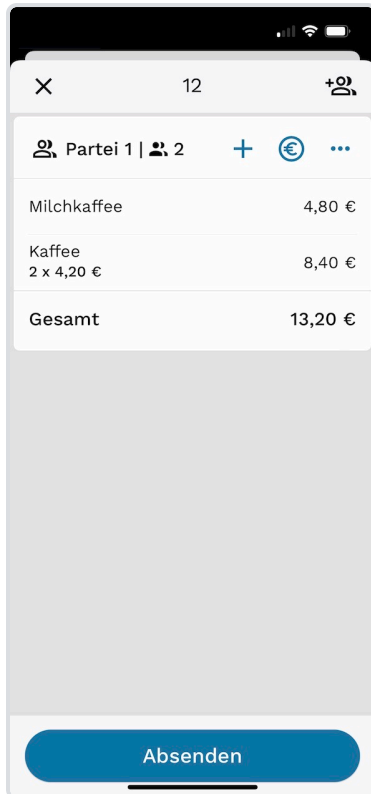 12
Partei 1 | 2
Milchkaffee 4,80 €
Kaffee
2 x 4,20 € 8,40 €
Gesamt 13,20 €
Absenden